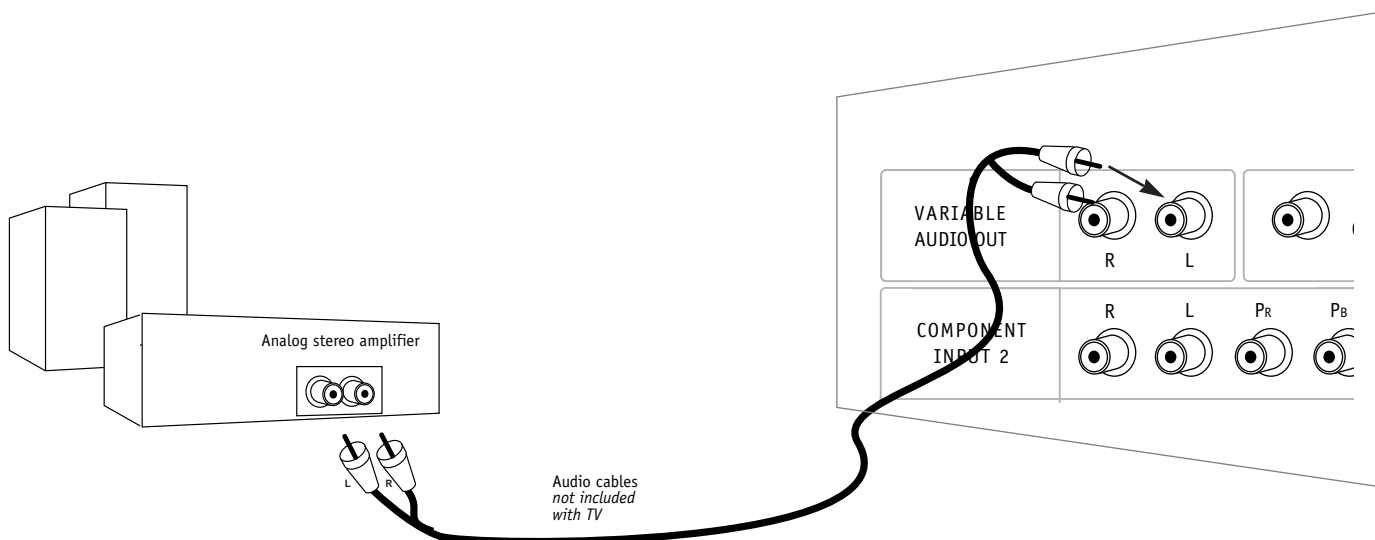 VARIABLE
AUDIO OUT
R L
COMPONENT
INPUT 2
R L PR PB
Analog stereo amplifier
L R
Audio cables
not included
with TV